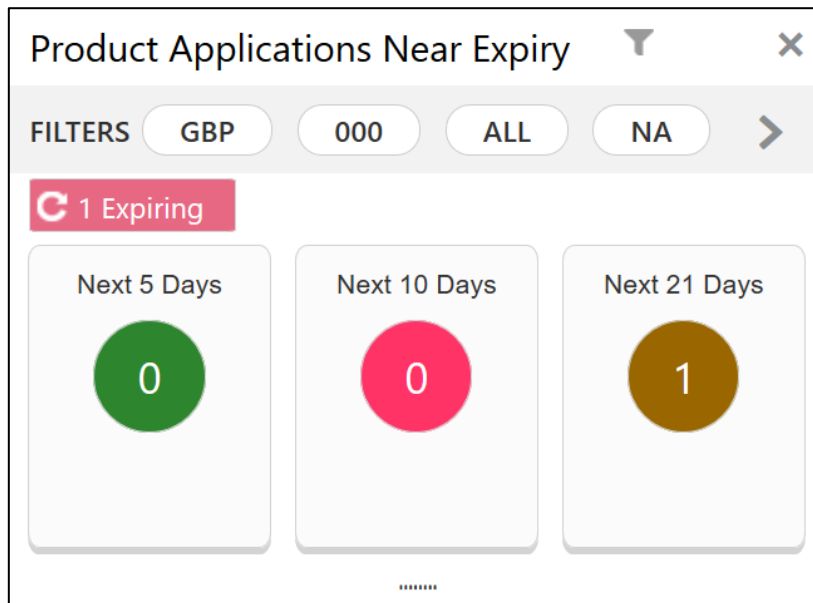 Product Applications Near Expiry
FILTERS GBP 000 ALL NA
1 Expiring
Next 5 Days Next 10 Days Next 21 Days
0 0 1